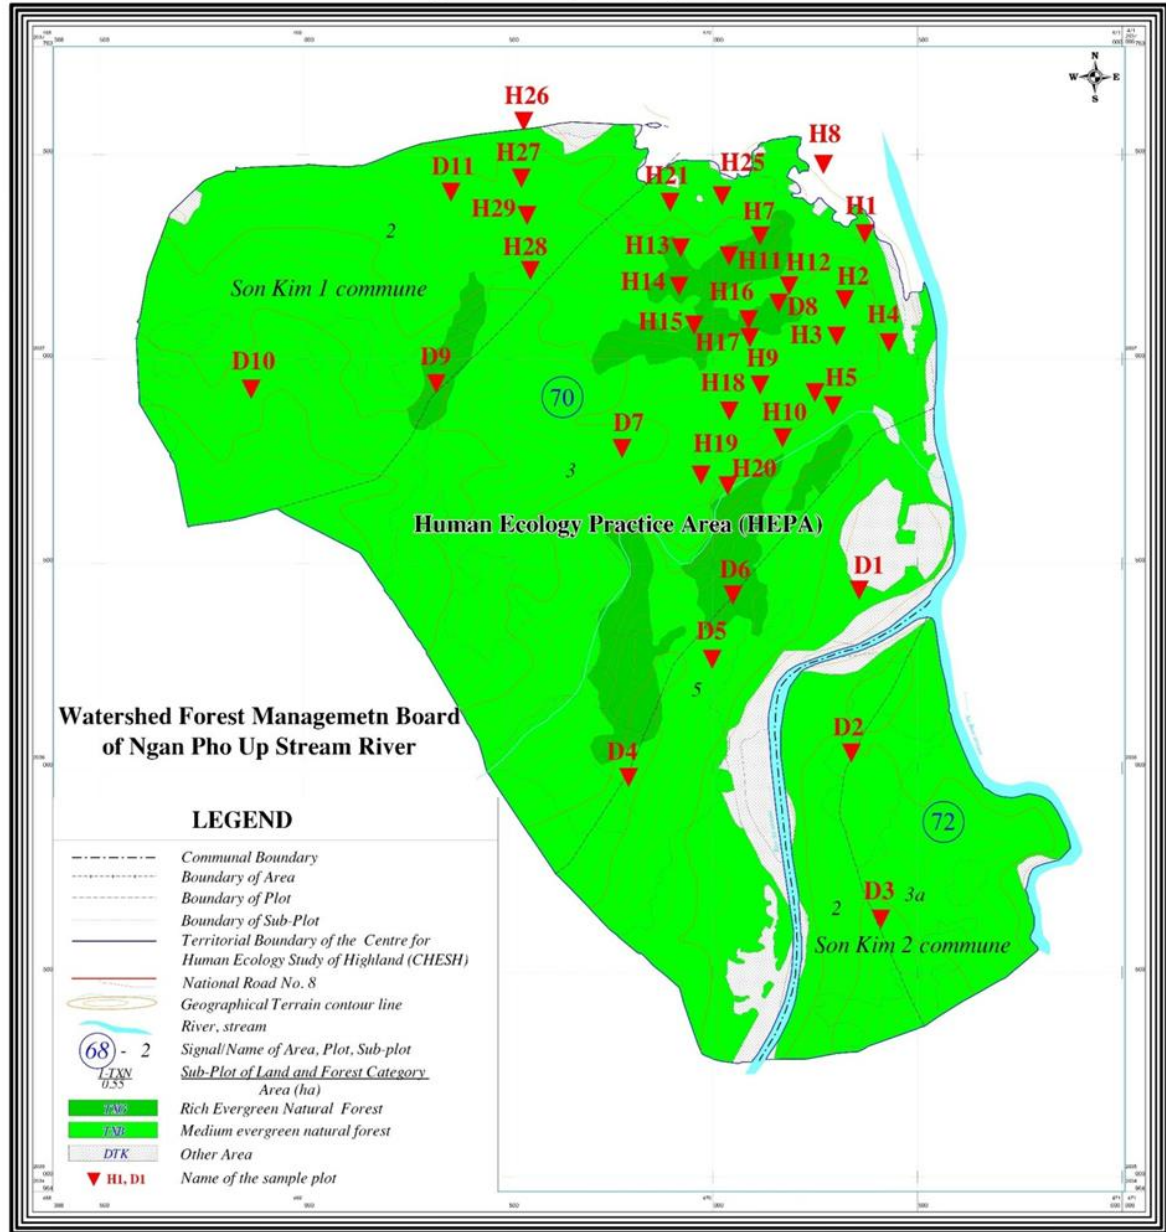 N
W E
S
H26
H8
H27
H25
D11
H21
H1
H29
H7
2
H13
H11
H12
H28
H2
H14
Son Kim 1 commune
H16
D8
H4
H15
H3
H17
D10
D9
H9
H5
H18
70
H10
D7
H19
3
H20
Human Ecology Practice Area (HEPA)
D1
D6
D5
5
Watershed Forest Managemetn Board
of Ngan Pho Up Stream River
D2
D4
LEGEND
72
Communal Boundary
Boundary of Area
D3
3a
Boundary of Plot
2
Boundary of Sub-Plot
Son Kim 2 commune
Territorial Boundary of the Centre for
Human Ecology Study of Highland (CHESH)
National Road No. 8
Geographical Terrain contour line
River, stream
68 - 2 Signal/Name of Area, Plot, Sub-plot
1-TXN Sub-Plot of Land and Forest Category
0.55 Area (ha)
Rich Evergreen Natural Forest
TXB Medium evergreen natural forest
DTK Other Area
H1, D1 Name of the sample plot